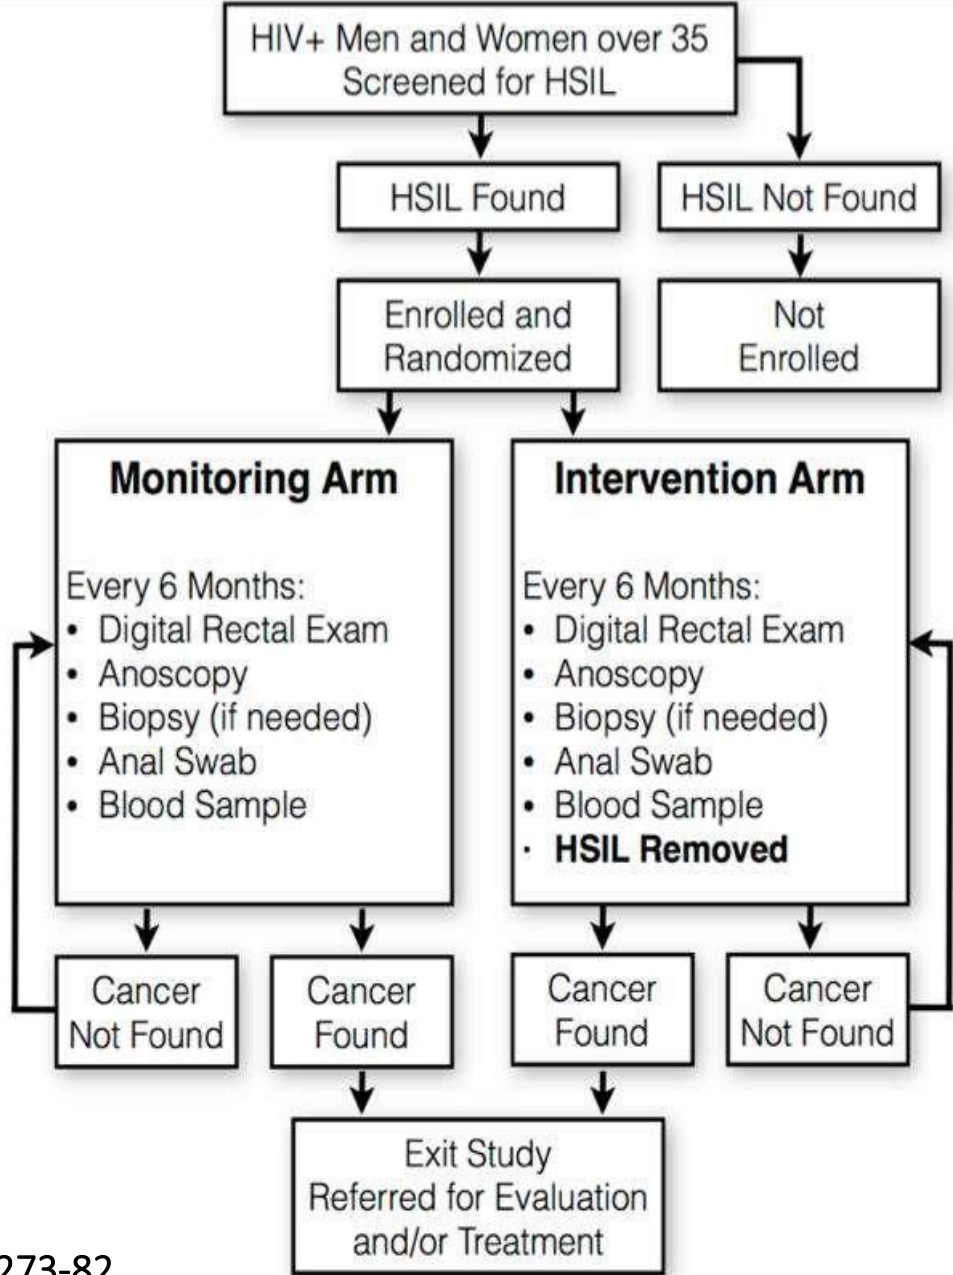 HIV+ Men and Women over 35
Screened for HSIL
HSIL Found
HSIL Not Found
Enrolled and
Randomized
Not
Enrolled
Monitoring Arm
Every 6 Months:
• Digital Rectal Exam
• Anoscopy
• Biopsy (if needed)
• Anal Swab
• Blood Sample
Intervention Arm
Every 6 Months:
• Digital Rectal Exam
• Anoscopy
• Biopsy (if needed)
• Anal Swab
• Blood Sample
· HSIL Removed
Cancer
Not Found
Cancer
Found
Cancer
Found
Cancer
Not Found
Exit Study
Referred for Evaluation
and/or Treatment
273-82